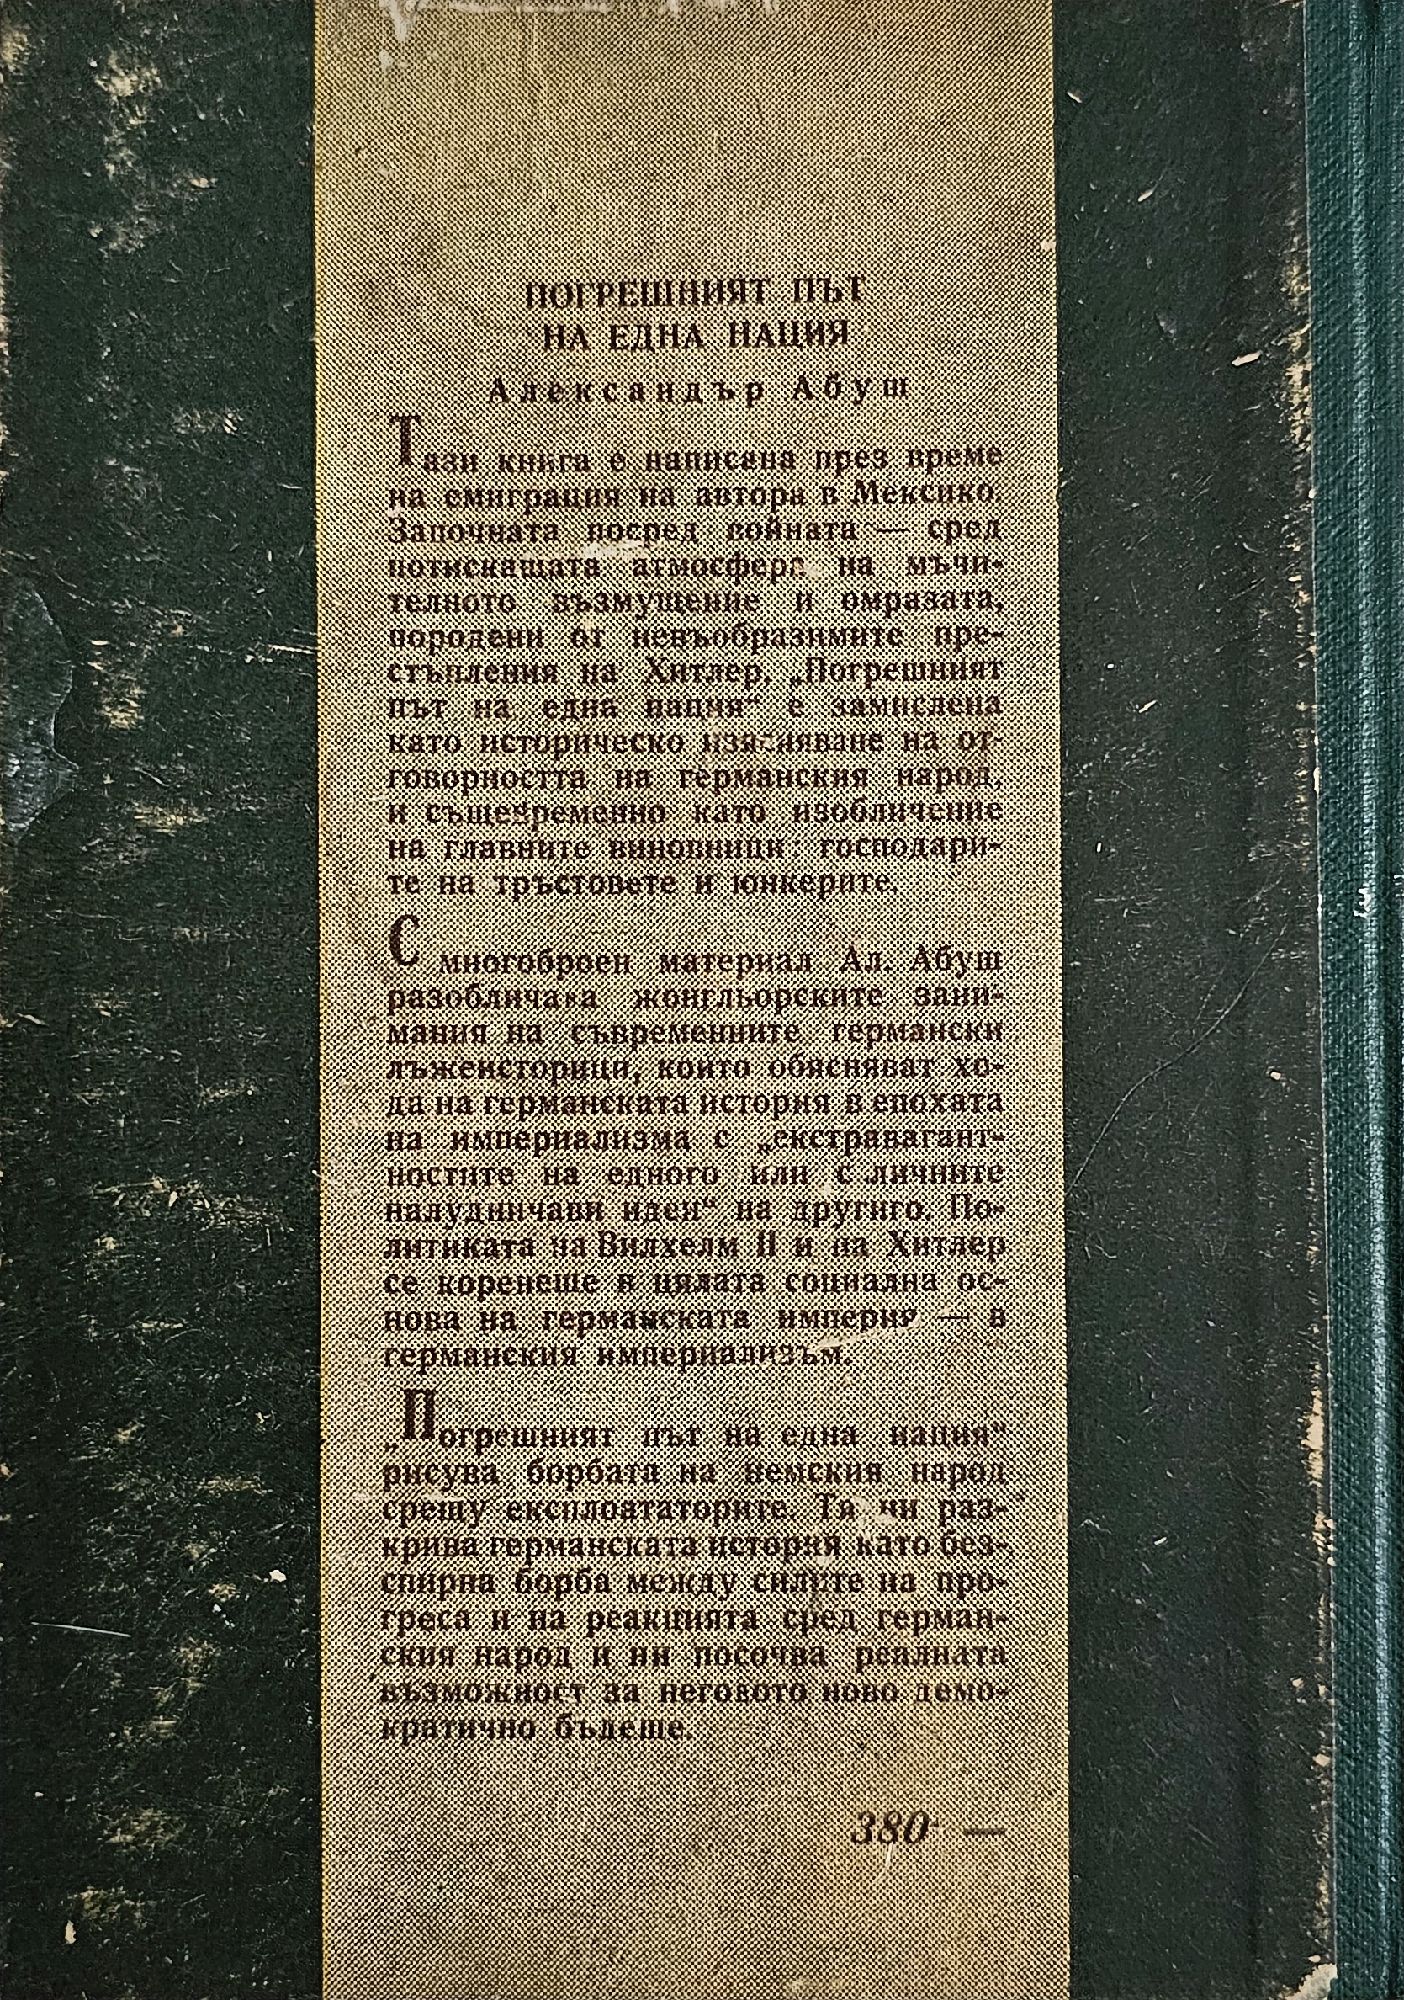 ПОГРЕШНИЯТ ПЪТ
НА ЕДНА НАЦИЯ
Александър Абуш
Тази книга е написана през време
на емиграция на автора в Мексико.
Започната посред войната — сред
потискащата атмосфера на мъчи-
телното възмущение и омразата,
породени от невъобразимите пре-
стъпления на Хитлер, „Погрешният
път на една нация“ е замислена
като историческо изясняване на от-
говорността на германския народ,
и същевременно като изобличение
на главните виновници: господари-
те на тръстовете и юнкерите.
С многоброен материал Ал. Абуш
разобличава жонгльорските зани-
мания на съвременните германски
лъжеисторици, които обясняват хо-
да на германската история в епохата
на империализма с „екстравагант-
ностите на едного или с личните
налудничави идеи“ на другиго. По-
литиката на Вилхелм II и на Хитлер
се коренеше в цялата социална ос-
нова на германската империя — в
германския империализъм.
„Погрешният път на една нация“
рисува борбата на немския народ
срещу експлоататорите. Тя ни раз-
крива германската история като без-
спирна борба между силите на про-
греса и на реакцията сред герман-
ския народ и ни посочва реалната
възможност за неговото ново демо-
кратично бъдеще.
380 —